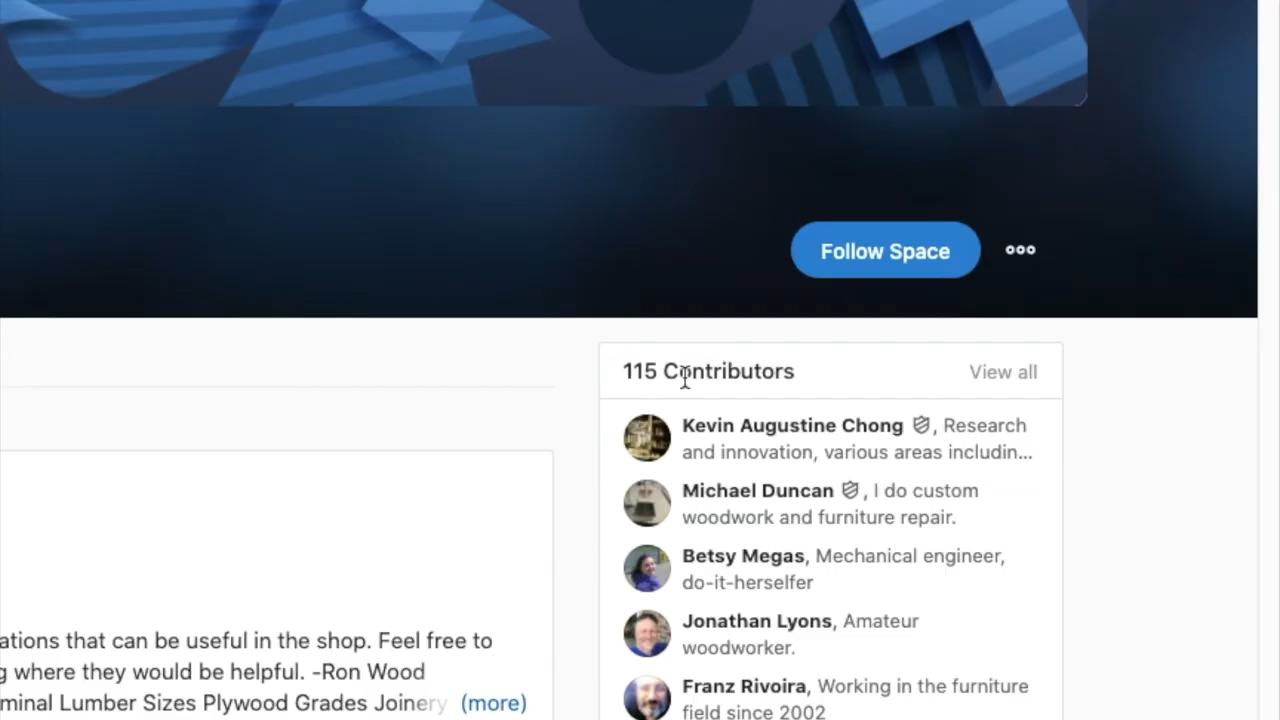 Follow Space
115 Contributors
View all
Kevin Augustine Chong , Research
and innovation, various areas includin...
Michael Duncan , I do custom
woodwork and furniture repair.
Betsy Megas, Mechanical engineer,
do-it-herselfer
Jonathan Lyons, Amateur
woodworker.
Franz Rivoira, Working in the furniture
field since 2002
ations that can be useful in the shop. Feel free to
g where they would be helpful. -Ron Wood
minal Lumber Sizes Plywood Grades Joinery (more)